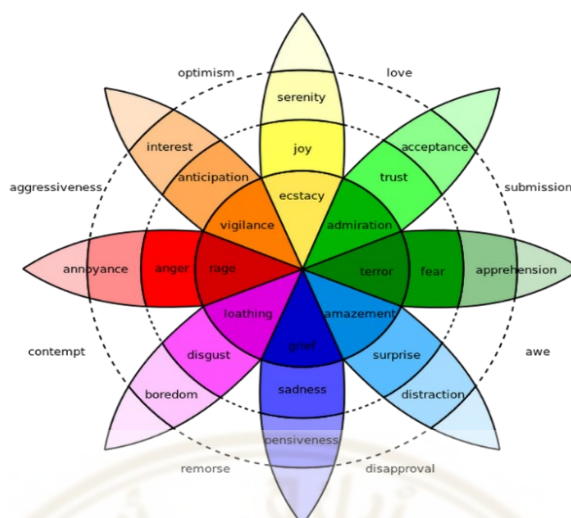 optimism
love
serenity
interest
joy
acceptance
anticipation
trust
aggressiveness
submission
ecstacy
vigilance
admiration
annoyance
anger
rage
terror
fear
apprehension
loathing
amazement
grief
contempt
disgust
surprise
awe
boredom
sadness
distraction
pensiveness
remorse
disapproval